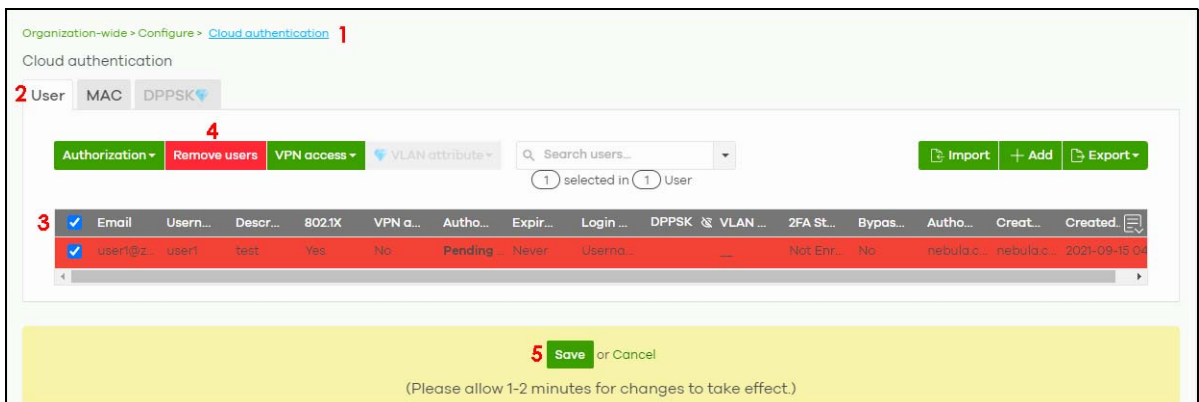 Organization-wide > Configure > Cloud authentication 1
Cloud authentication
2 User MAC DPPSK
4
Authorization Remove users VPN access VLAN attribute Search users... Import + Add Export
1 selected in 1 User
3 Email Usern... Descr... 802.1X VPN a... Autho... Expir... Login ... DPPSK VLAN ... 2FA St... Bypas... Autho... Creat... Created.
user1@z... user1 test Yes No Pending ... Never Userna... __ Not Enr... No nebula.c... nebula.c... 2021-09-15 04
5 Save or Cancel
(Please allow 1-2 minutes for changes to take effect.)